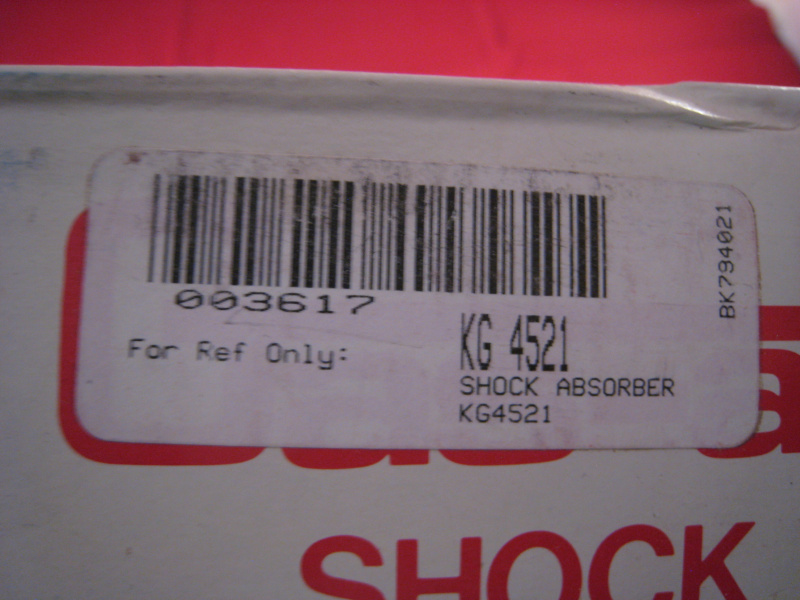 003617
For Ref Only:
KG 4521
SHOCK ABSORBER
KG4521
BK794021
SHOCK